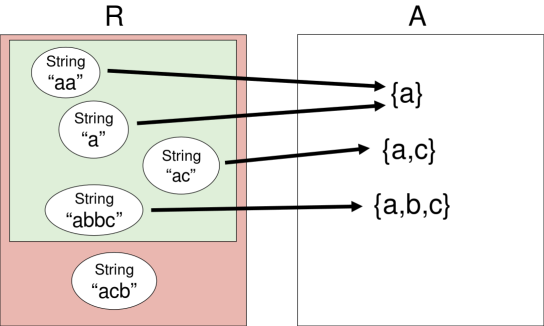 R
A
String
“aa”
{a}
String
“a”
String
“ac”
{a,c}
String
“abbc”
{a,b,c}
String
“acb”